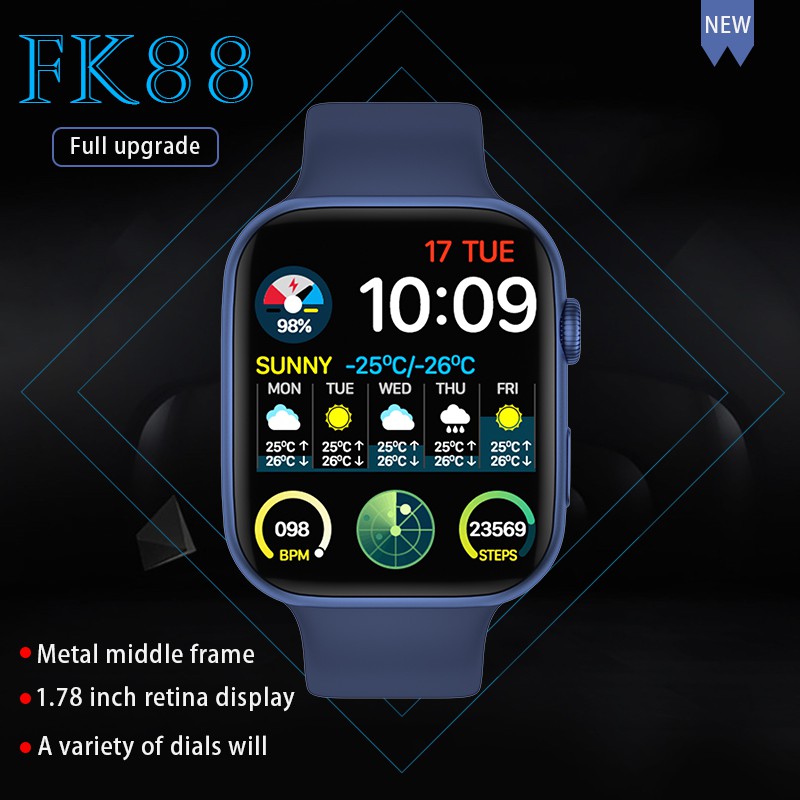 NEW
FK88
Full upgrade
17 TUE
10:09
98%
SUNNY -25ºC/-26ºC
MON TUE WED THU FRI
25ºC↑ 25ºC↑ 25ºC↑ 25ºC↑ 25ºC↑
26ºC↓ 26ºC↓ 26ºC↓ 26ºC↓ 26ºC↓
098 23569
BPM STEPS
Metal middle frame
1.78 inch retina display
A variety of dials will